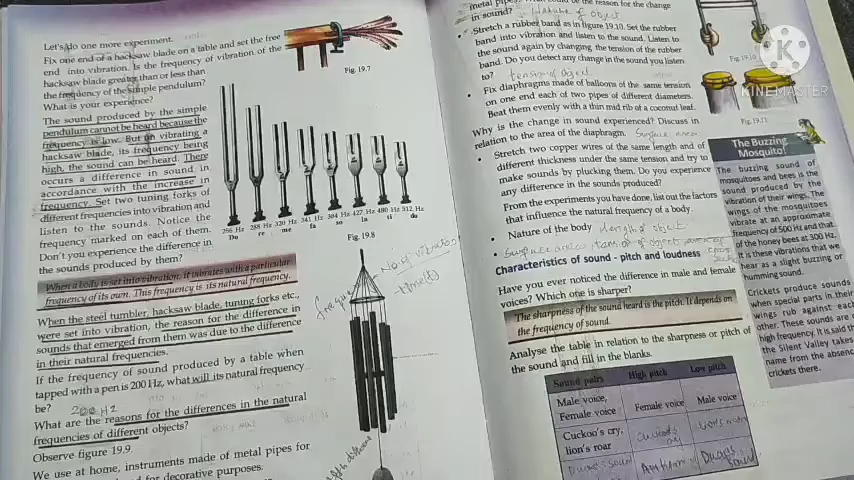 Let's do one more experiment.
Fix one end of a hacksaw blade on a table and set the free
end into vibration. Is the frequency of vibration of the
hacksaw blade greater than or less than
the frequency of the simple pendulum?
What is your experience?
The sound produced by the simple
pendulum cannot be heard because the
frequency is low. But on vibrating a
hacksaw blade, its frequency being
high, the sound can be heard. There
occurs a difference in sound in
accordance with the increase in
frequency. Set two tuning forks of
different frequencies into vibration and
listen to the sounds. Notice the
frequency marked on each of them.
Don't you experience the difference in
the sounds produced by them?
Fig. 19.7
256 Hz 288 Hz 320 Hz 341 Hz 384 Hz 427 Hz 480 Hz 512 Hz
Do re me fa so la ti do
Fig. 19.8
When a body is set into vibration, it vibrates with a particular
frequency of its own. This frequency is its natural frequency.
When the steel tumbler, hacksaw blade, tuning forks etc.,
were set into vibration, the reason for the difference in
sounds that emerged from them was due to the difference
in their natural frequencies.
If the frequency of sound produced by a table when
tapped with a pen is 200 Hz, what will its natural frequency
be? 200 Hz
What are the reasons for the differences in the natural
frequencies of different objects?
Observe figure 19.9.
We use at home, instruments made of metal pipes for
for decorative purposes.
No. of vibration
metal pipes.
of the reason for the change
in sound? Nature of object
• Stretch a rubber band as in figure 19.10. Set the rubber
band into vibration and listen to the sound. Listen to
the sound again by changing the tension of the rubber
band. Do you detect any change in the sound you listen
to? tension of object
• Fix diaphragms made of balloons of the same tension
on one end each of two pipes of different diameters.
Beat them evenly with a thin mid rib of a coconut leaf.
Why is the change in sound experienced? Discuss in
relation to the area of the diaphragm. Surface area
• Stretch two copper wires of the same length and of
different thickness under the same tension and try to
make sounds by plucking them. Do you experience
any difference in the sounds produced?
From the experiments you have done, list out the factors
that influence the natural frequency of a body.
• Nature of the body length of object
Characteristics of sound - pitch and loudness
Have you ever noticed the difference in male and female
voices? Which one is sharper?
The sharpness of the sound heard is the pitch. It depends on
the frequency of sound.
Analyse the table in relation to the sharpness or pitch of
the sound and fill in the blanks.
Sound pairs High pitch Low pitch
Male voice,
Female voice Female voice Male voice
Cuckoo's cry,
lion's roar
Fig. 19.10
KINEMASTER
Fig. 19.11
The Buzzing
Mosquito!
The buzzing sound of
mosquitoes and bees is the
sound produced by the
vibration of their wings. The
wings of the mosquitoes
vibrate at an approximate
frequency of 500 Hz and that
of the honey bees at 300 Hz.
It is these vibrations that we
hear as a slight buzzing or
humming sound.
Crickets produce sounds
when special parts in their
wings rub against each
other. These sounds are of
high frequency. It is said th
the Silent Valley takes
name from the absence
crickets there.